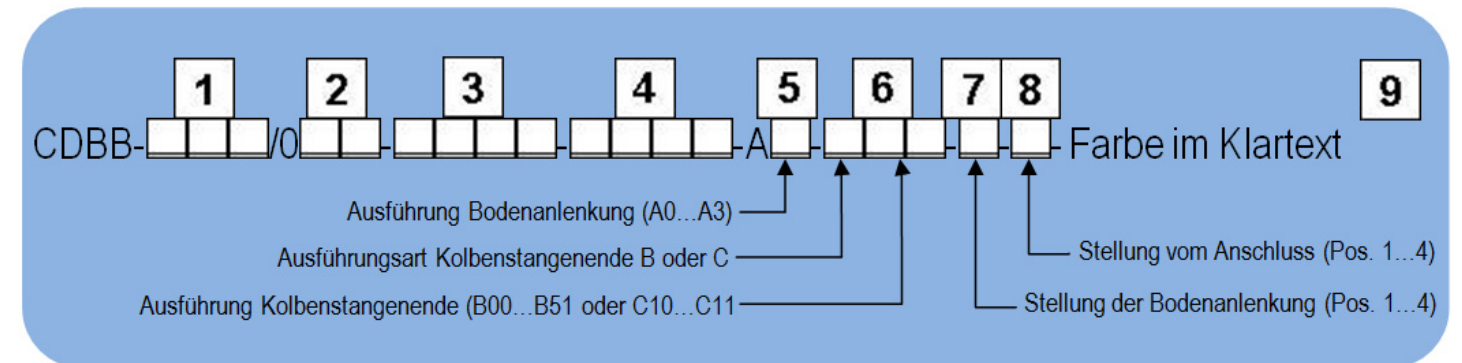 1 2 3 4 5 6 7 8 9
CDBB- /0 - - -A - - - - Farbe im Klartext
Ausführung Bodenanlenkung (A0...A3)
Ausführungsart Kolbenstangenende B oder C
Stellung vom Anschluss (Pos. 1...4)
Ausführung Kolbenstangenende (B00...B51 oder C10...C11
Stellung der Bodenanlenkung (Pos. 1...4)